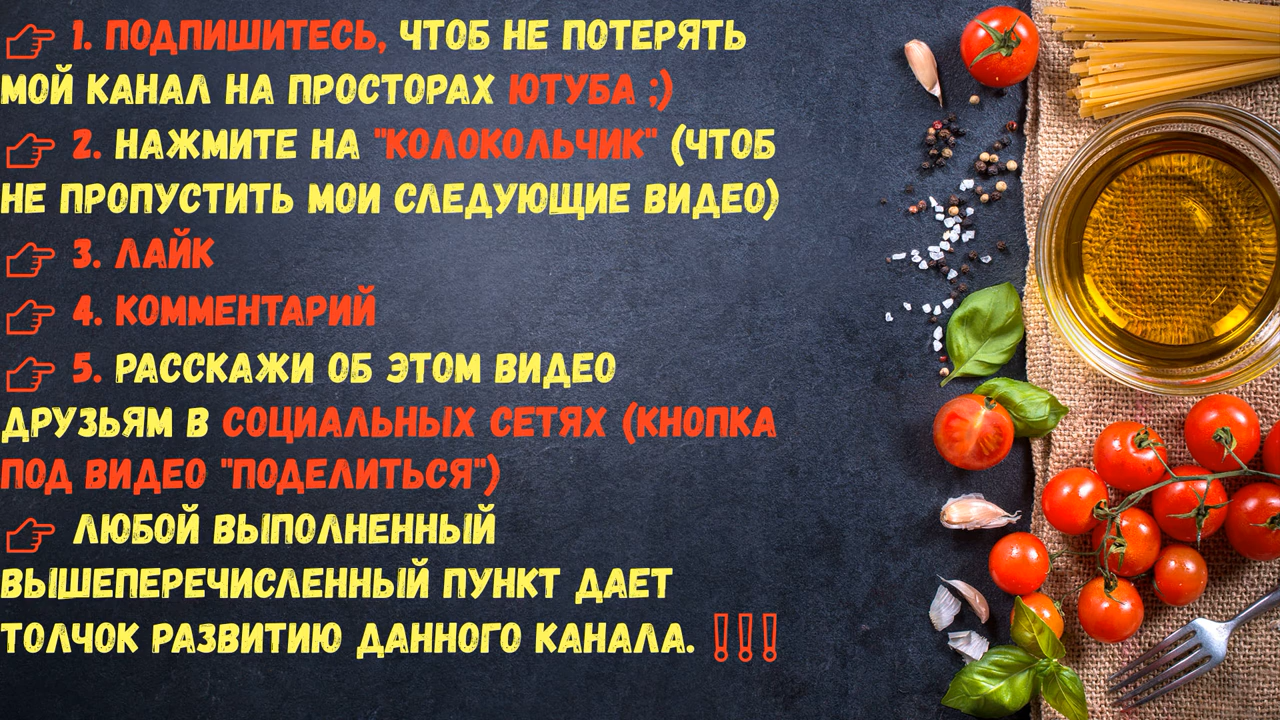 👉 1. ПОДПИШИТЕСЬ, ЧТОБ НЕ ПОТЕРЯТЬ
МОЙ КАНАЛ НА ПРОСТОРАХ ЮТУБА ;)
👉 2. НАЖМИТЕ НА "КОЛОКОЛЬЧИК" (ЧТОБ
НЕ ПРОПУСТИТЬ МОИ СЛЕДУЮЩИЕ ВИДЕО)
👉 3. ЛАЙК
👉 4. КОММЕНТАРИЙ
👉 5. РАССКАЖИ ОБ ЭТОМ ВИДЕО
ДРУЗЬЯМ В СОЦИАЛЬНЫХ СЕТЯХ (КНОПКА
ПОД ВИДЕО "ПОДЕЛИТЬСЯ")
👉 ЛЮБОЙ ВЫПОЛНЕННЫЙ
ВЫШЕПЕРЕЧИСЛЕННЫЙ ПУНКТ ДАЕТ
ТОЛЧОК РАЗВИТИЮ ДАННОГО КАНАЛА. !!!